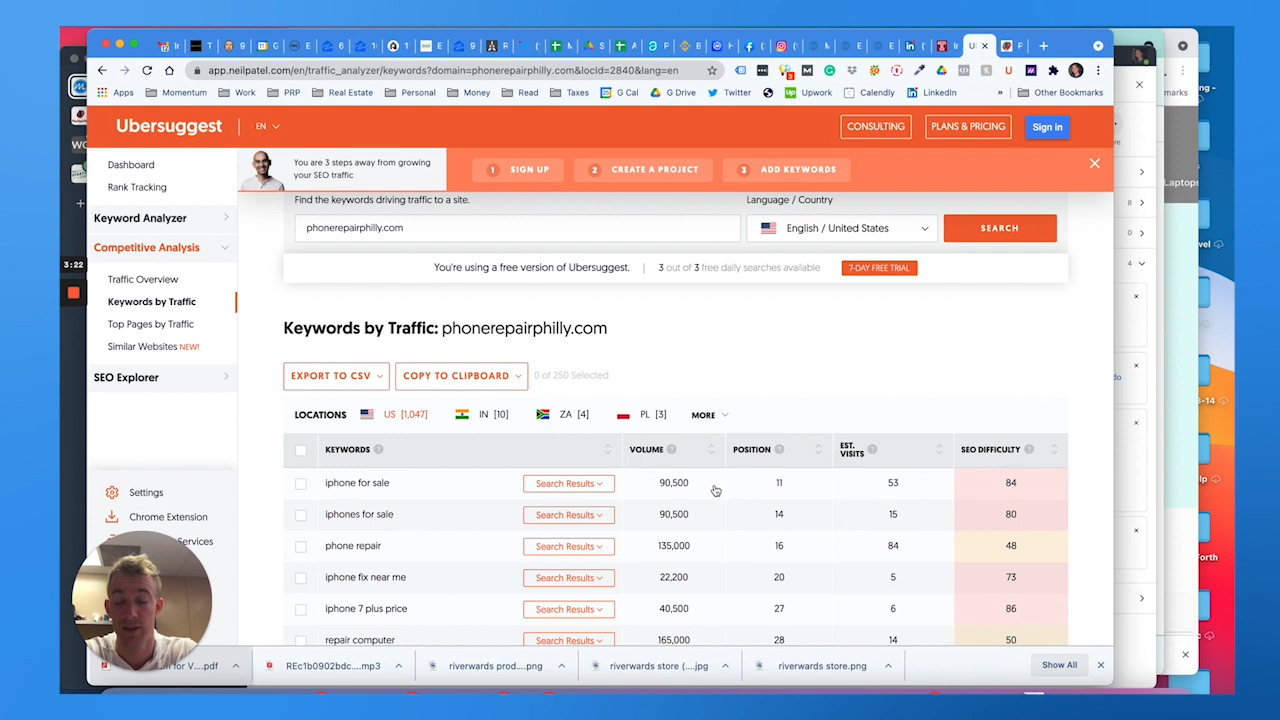 app.neilpatel.com/en/traffic_analyzer/keywords?domain=phonerepairphilly.com&locId=2840&lang=en
Apps Momentum Work PRP Real Estate Personal Money Read Taxes G Cal G Drive Twitter Upwork Calendly LinkedIn » Other Bookmarks
marks
Ubersuggest EN CONSULTING PLANS & PRICING Sign in
Dashboard
Rank Tracking
Keyword Analyzer
Competitive Analysis
Traffic Overview
Keywords by Traffic
Top Pages by Traffic
Similar Websites NEW!
SEO Explorer
Settings
Chrome Extension
Services
You are 3 steps away from growing
your SEO traffic
1 SIGN UP 2 CREATE A PROJECT 3 ADD KEYWORDS
Find the keywords driving traffic to a site. Language / Country
phonerepairphilly.com English / United States SEARCH
You're using a free version of Ubersuggest. 3 out of 3 free daily searches available 7-DAY FREE TRIAL
Keywords by Traffic: phonerepairphilly.com
EXPORT TO CSV COPY TO CLIPBOARD 0 of 250 Selected
LOCATIONS US [1,047] IN [10] ZA [4] PL [3] MORE
KEYWORDS VOLUME POSITION EST. VISITS SEO DIFFICULTY
iphone for sale Search Results 90,500 11 53 84
iphones for sale Search Results 90,500 14 15 80
phone repair Search Results 135,000 16 84 48
iphone fix near me Search Results 22,200 20 5 73
iphone 7 plus price Search Results 40,500 27 6 86
repair computer Search Results 165,000 28 14 50
3:22
Laptops
8
0
4
-14
orth
for V....pdf REc1b0902bdc....mp3 riverwards prod....png riverwards store (....jpg riverwards store.png Show All